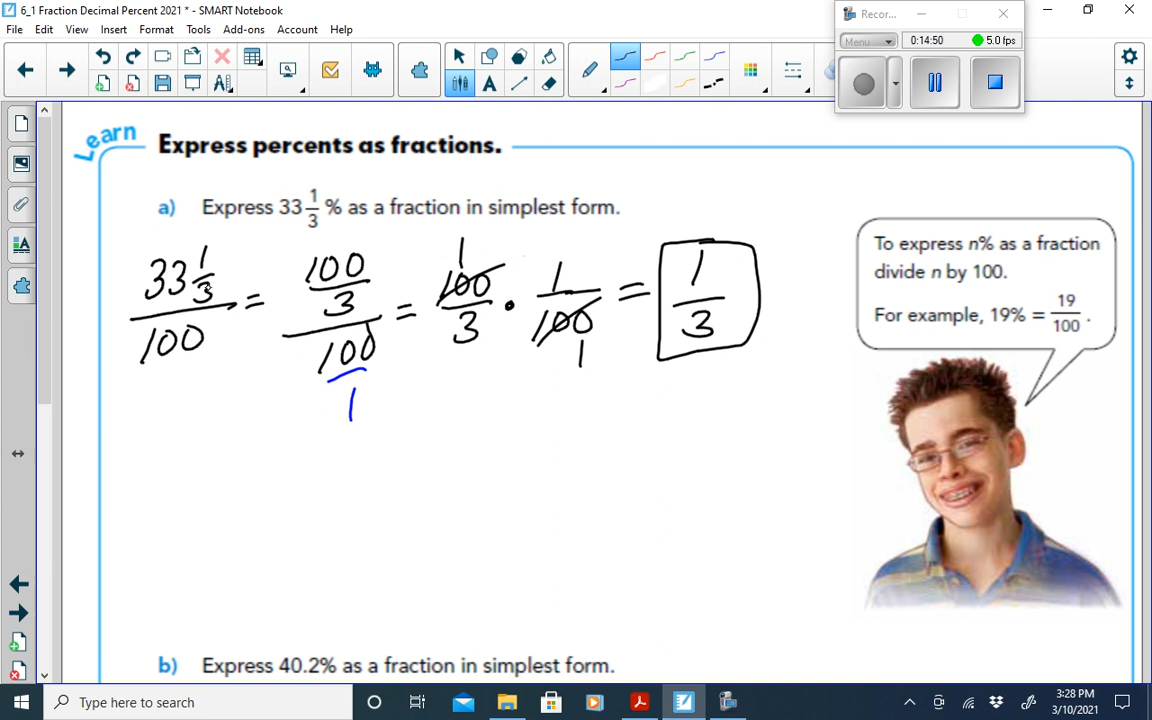 6_1 Fraction Decimal Percent 2021 * - SMART Notebook
File Edit View Insert Format Tools Add-ons Account Help
Recor...
Menu 0:14:50 5.0 fps
Learn
Express percents as fractions.
a) Express 33 1/3 % as a fraction in simplest form.
33 1/3 / 100 = 100/3 / 100/1 = 1 100/3 · 1/100 1 = 1/3
To express n% as a fraction
divide n by 100.
For example, 19% = 19/100 .
b) Express 40.2% as a fraction in simplest form.
Type here to search
3:28 PM
3/10/2021